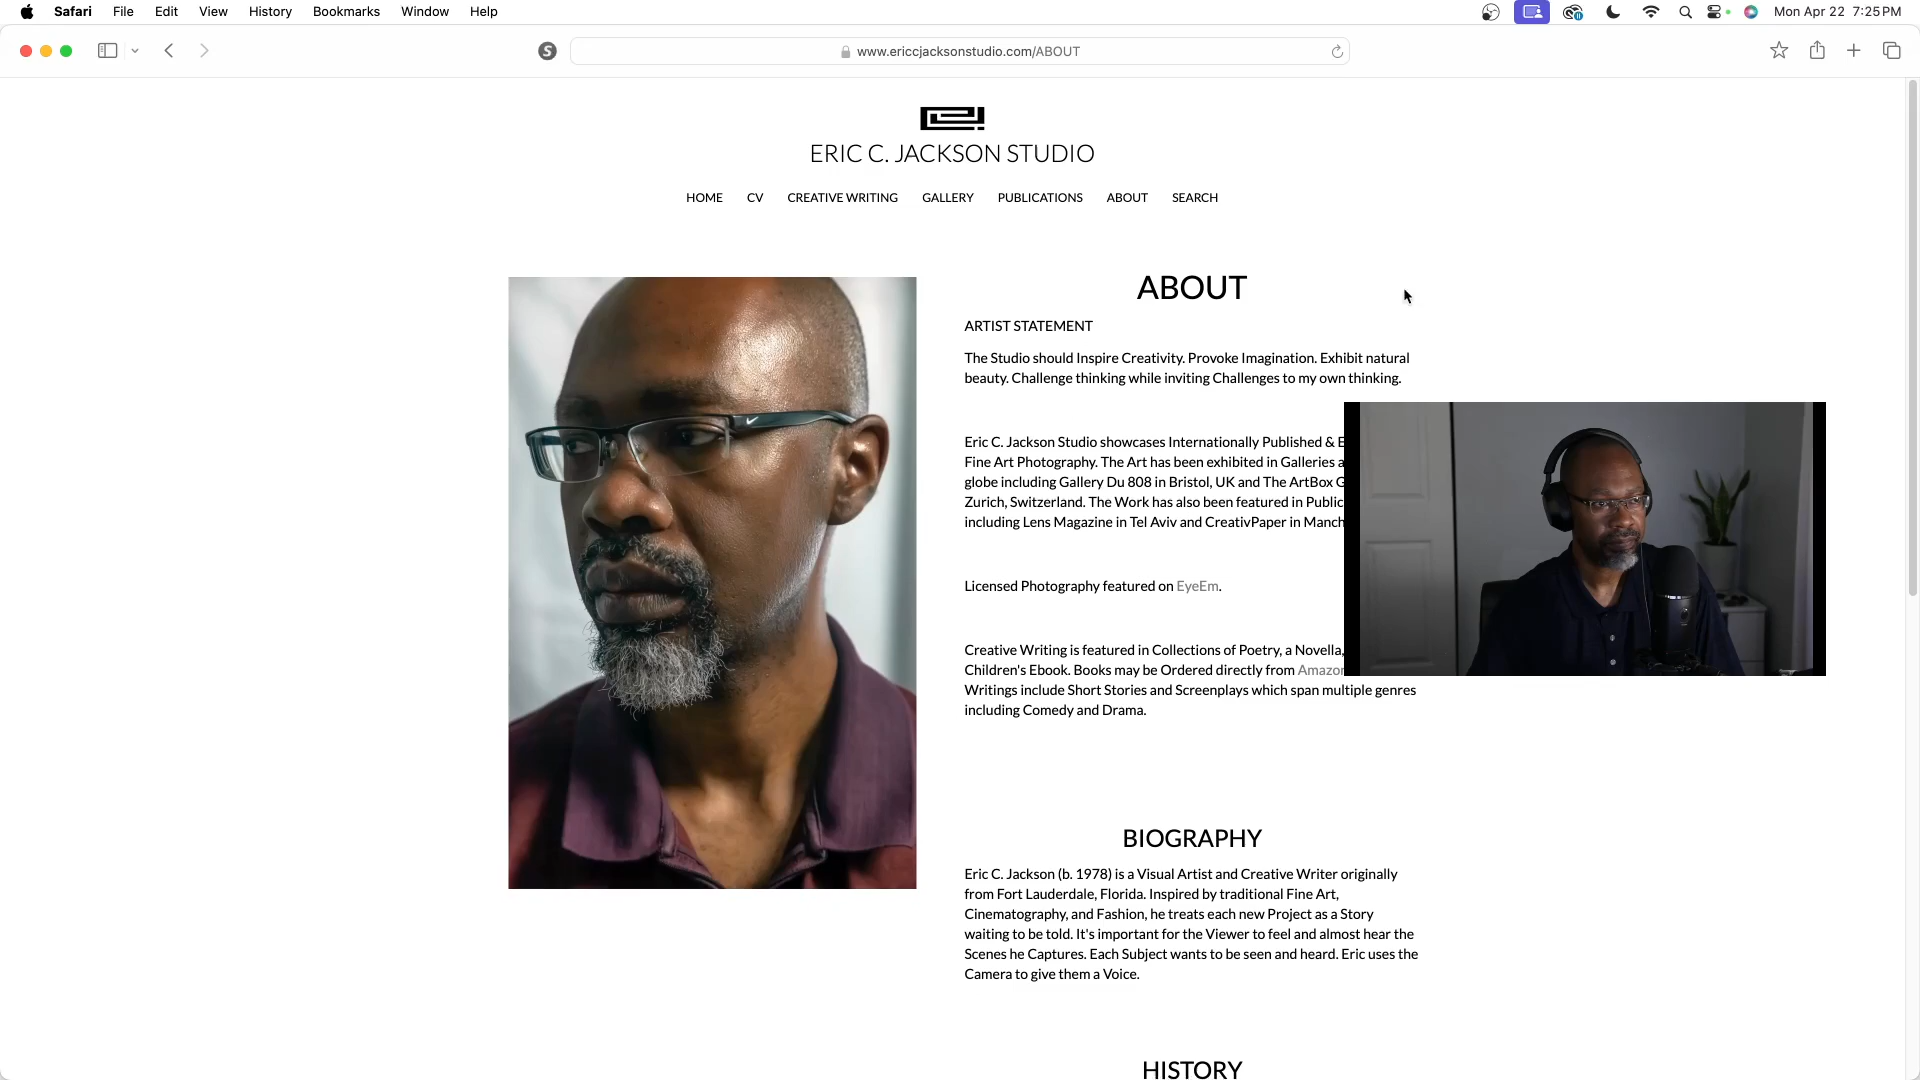 Safari File Edit View History Bookmarks Window Help Mon Apr 22 7:25 PM
www.ericcjacksonstudio.com/ABOUT
ERIC C. JACKSON STUDIO
HOME CV CREATIVE WRITING GALLERY PUBLICATIONS ABOUT SEARCH
ABOUT
ARTIST STATEMENT
The Studio should Inspire Creativity. Provoke Imagination. Exhibit natural
beauty. Challenge thinking while inviting Challenges to my own thinking.
Eric C. Jackson Studio showcases Internationally Published &
Fine Art Photography. The Art has been exhibited in Galleries
globe including Gallery Du 808 in Bristol, UK and The ArtBox
Zurich, Switzerland. The Work has also been featured in
including Lens Magazine in Tel Aviv and CreativPaper in
Licensed Photography featured on EyeEm.
Creative Writing is featured in Collections of Poetry, a Novella,
Children's Ebook. Books may be Ordered directly from
Writings include Short Stories and Screenplays which span multiple genres
including Comedy and Drama.
BIOGRAPHY
Eric C. Jackson (b. 1978) is a Visual Artist and Creative Writer originally
from Fort Lauderdale, Florida. Inspired by traditional Fine Art,
Cinematography, and Fashion, he treats each new Project as a Story
waiting to be told. It's important for the Viewer to feel and almost hear the
Scenes he Captures. Each Subject wants to be seen and heard. Eric uses the
Camera to give them a Voice.
HISTORY